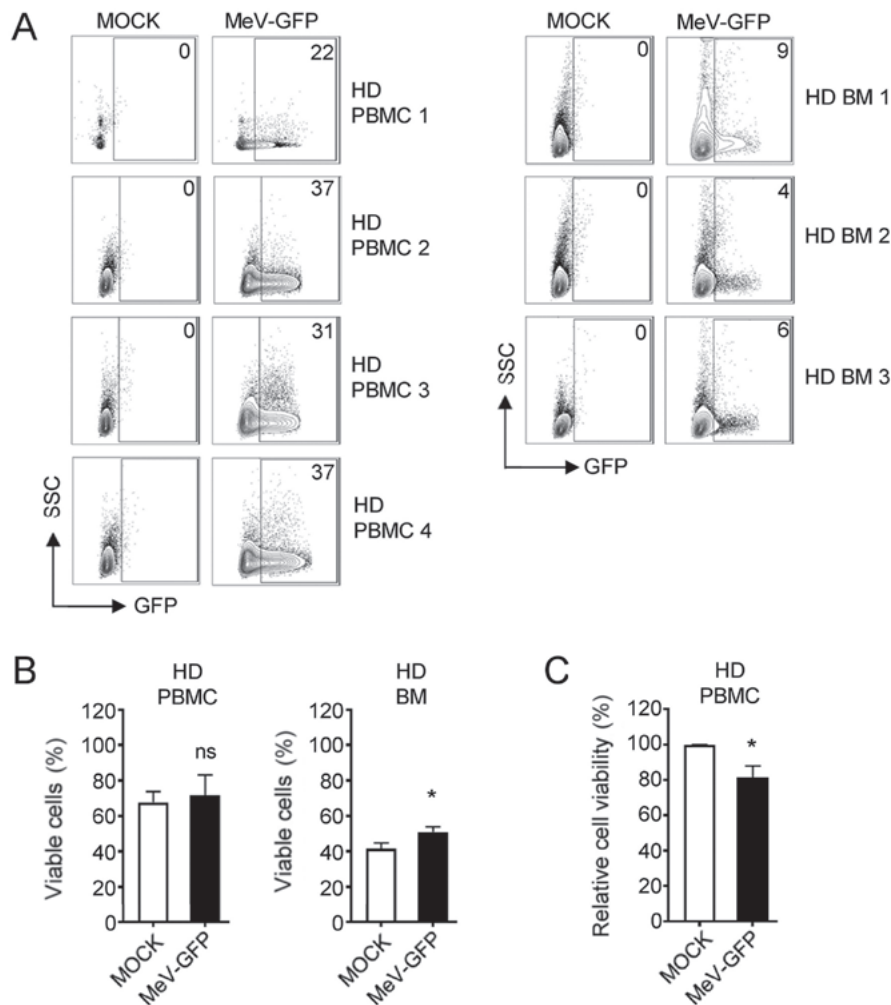 A
MOCK MeV-GFP
0 22 HD PBMC 1
0 37 HD PBMC 2
0 31 HD PBMC 3
37 HD PBMC 4
SSC
GFP
MOCK MeV-GFP
0 9 HD BM 1
0 4 HD BM 2
0 6 HD BM 3
SSC
GFP
B
HD
PBMC
Viable cells (%)
120
100
80
60
40
20
0
ns
MOCK
MeV-GFP
HD
BM
Viable cells (%)
120
100
80
60
40
20
0
*
MOCK
MeV-GFP
C
HD
PBMC
Relative cell viability (%)
120
100
80
60
40
20
0
*
MOCK
MeV-GFP